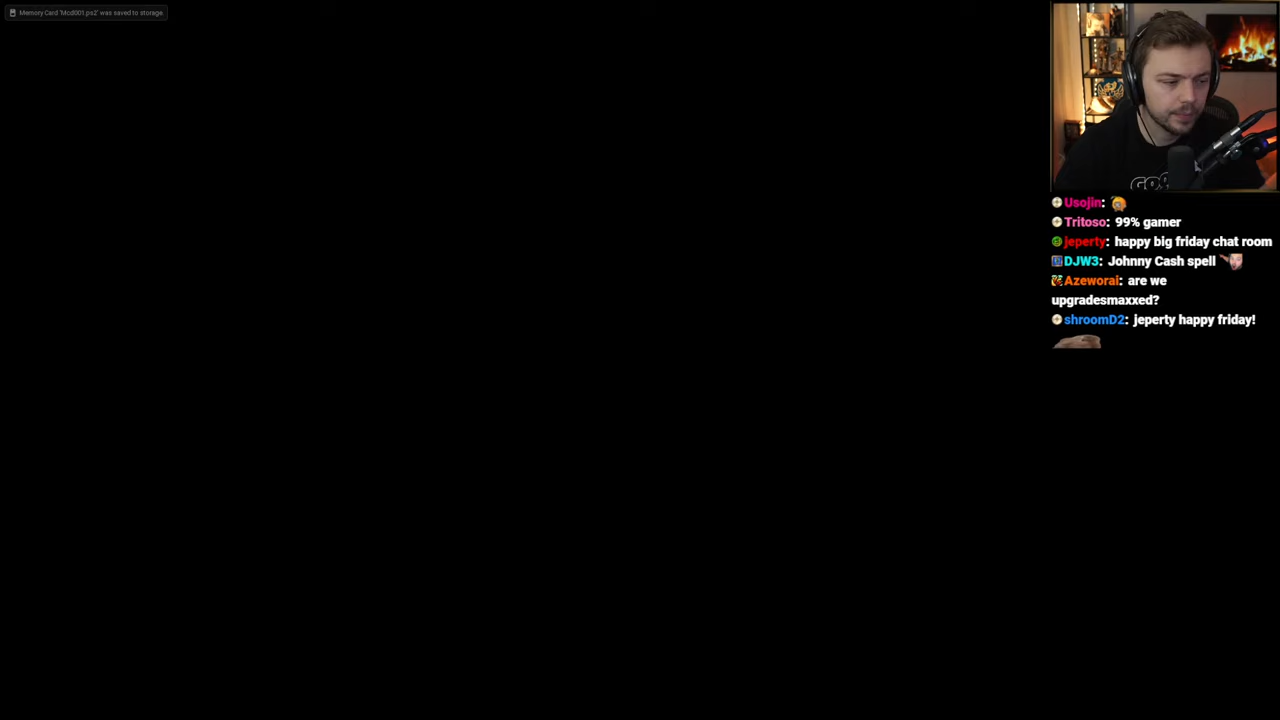 Memory Card 'Mcd001.ps2' was saved to storage.
Usojin:
Tritoso: 99% gamer
jeperty: happy big friday chat room
DJW3: Johnny Cash spell
Azeworai: are we
upgradesmaxxed?
shroomD2: jeperty happy friday!